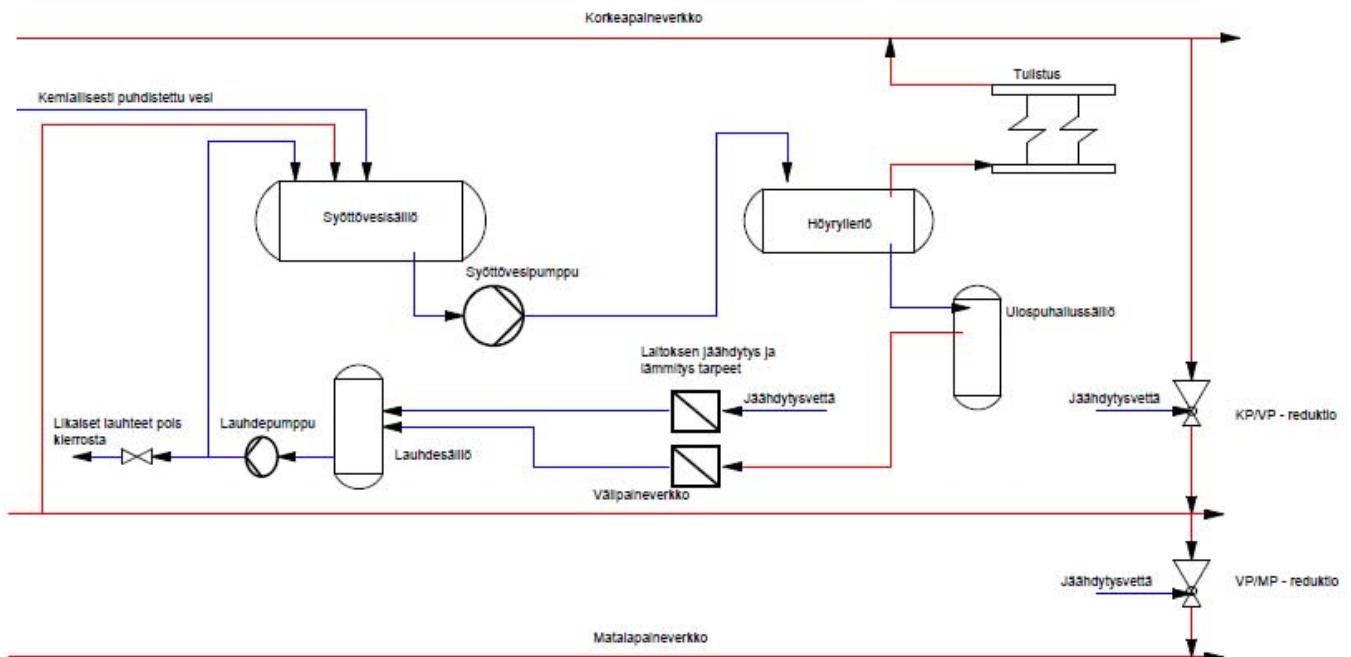 Korkeapaineverkko
Tulistus
Kemiallisesti puhdistettu vesi
Syöttövesisäiliö
Höyrylieriö
Syöttövesipumppu
Ulospuhallussäiliö
Laitoksen jäähdytys ja
lämmitys tarpeet
Jäähdytysvettä
Jäähdytysvettä
KP/VP - reduktio
Likaiset lauhteet pois
kierrosta
Lauhdepumppu
Lauhdesäiliö
Välipaineverkko
Jäähdytysvettä
VP/MP - reduktio
Matalapaineverkko